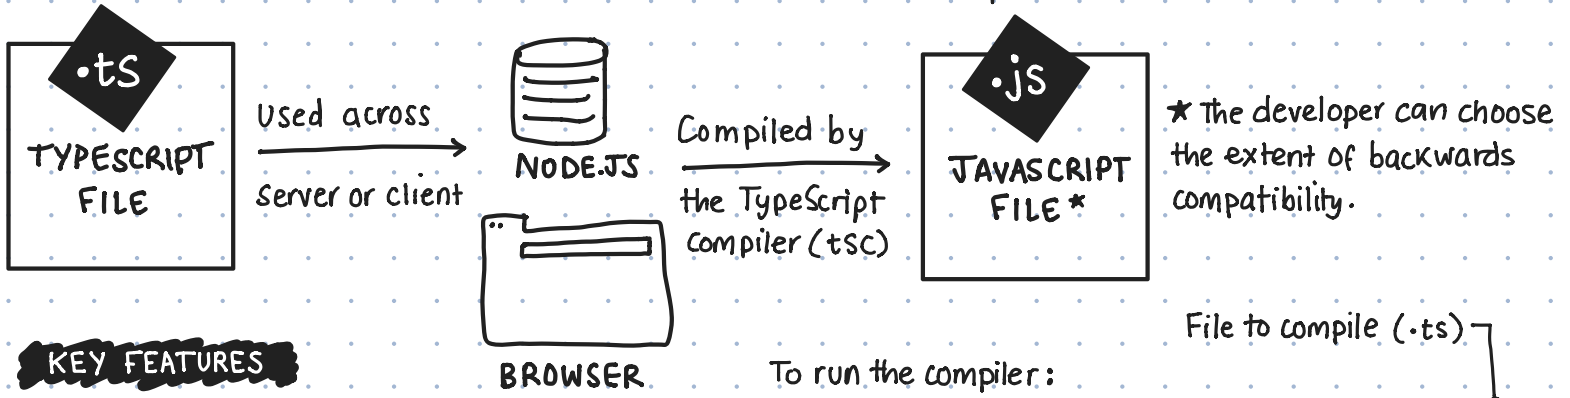 .ts
TYPESCRIPT
FILE
Used across
server or client
NODE.JS
BROWSER
Compiled by
the TypeScript
compiler (tsc)
.js
JAVASCRIPT
FILE*
* The developer can choose
the extent of backwards
compatibility.
KEY FEATURES
To run the compiler:
File to compile (.ts)